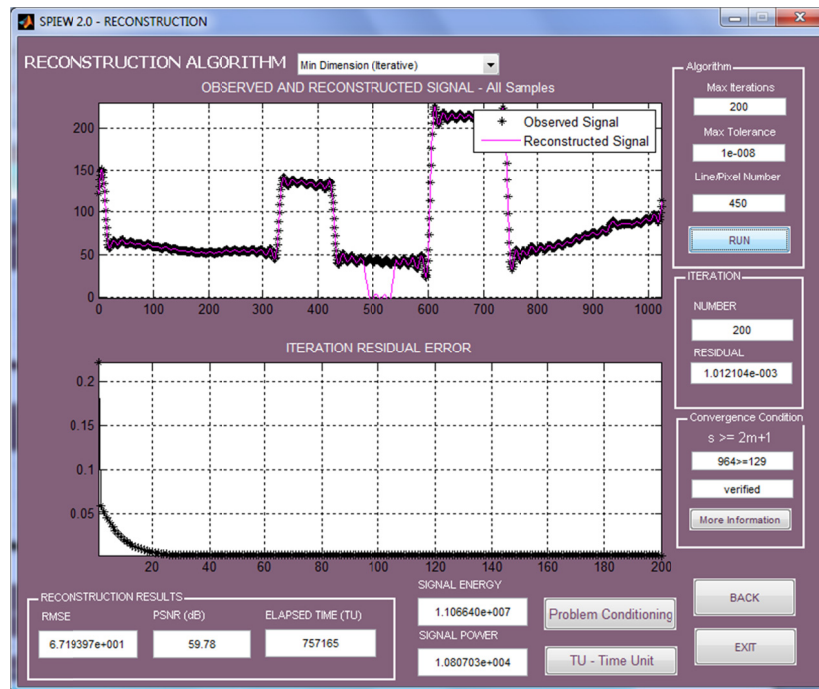 SPIEW 2.0 - RECONSTRUCTION
RECONSTRUCTION ALGORITHM
Min Dimension (Iterative)
OBSERVED AND RECONSTRUCTED SIGNAL - All Samples
Observed Signal
Reconstructed Signal
200
150
100
50
0
0 100 200 300 400 500 600 700 800 900 1000
ITERATION RESIDUAL ERROR
0.2
0.15
0.1
0.05
20 40 60 80 100 120 140 160 180 200
Algorithm
Max Iterations
200
Max Tolerance
1e-008
Line/Pixel Number
450
RUN
ITERATION
NUMBER
200
RESIDUAL
1.012104e-003
Convergence Condition
s >= 2m+1
964>=129
verified
More Information
RECONSTRUCTION RESULTS
RMSE PSNR (dB) ELAPSED TIME (TU)
6.719397e+001 59.78 757165
SIGNAL ENERGY
1.106640e+007
SIGNAL POWER
1.080703e+004
Problem Conditioning
TU - Time Unit
BACK
EXIT